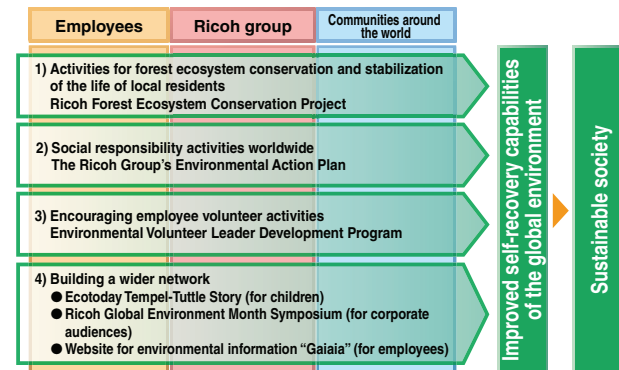 Employees
Ricoh group
Communities around
the world
1) Activities for forest ecosystem conservation and stabilization
of the life of local residents
Ricoh Forest Ecosystem Conservation Project
2) Social responsibility activities worldwide
The Ricoh Group's Environmental Action Plan
3) Encouraging employee volunteer activities
Environmental Volunteer Leader Development Program
4) Building a wider network
● Ecotoday Tempel-Tuttle Story (for children)
● Ricoh Global Environment Month Symposium (for corporate
audiences)
● Website for environmental information “Gaiaia” (for employees)
Improved self-recovery capabilities
of the global environment
Sustainable society